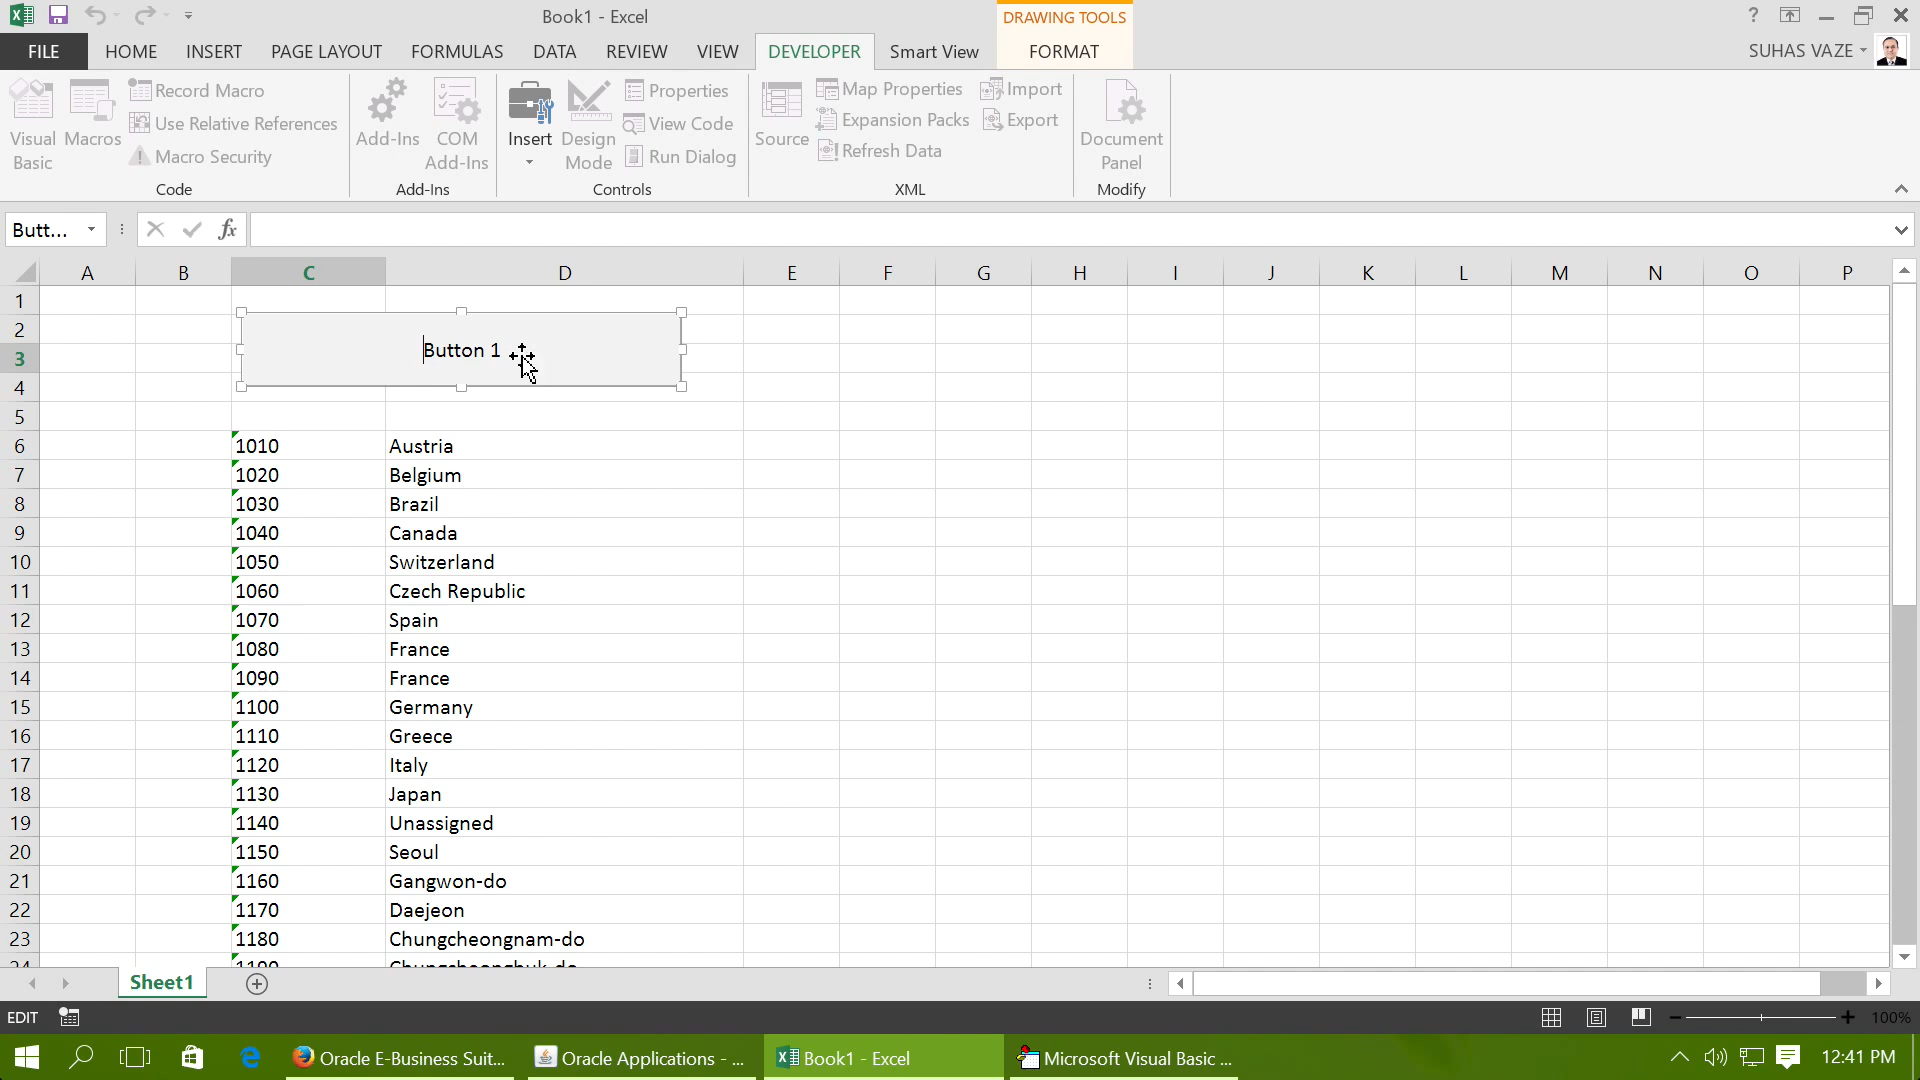 Book1 - Excel
DRAWING TOOLS
?
FILE HOME INSERT PAGE LAYOUT FORMULAS DATA REVIEW VIEW DEVELOPER Smart View FORMAT SUHAS VAZE
Visual Basic
Macros
Record Macro
Use Relative References
Macro Security
Code
Add-Ins
COM Add-Ins
Add-Ins
Insert
Design Mode
Properties
View Code
Run Dialog
Controls
Source
Map Properties
Expansion Packs
Refresh Data
Import
Export
XML
Document Panel
Modify
Butt... fx
A B C D E F G H I J K L M N O P
1
2
Button 1
3
4
5
6 1010 Austria
7 1020 Belgium
8 1030 Brazil
9 1040 Canada
10 1050 Switzerland
11 1060 Czech Republic
12 1070 Spain
13 1080 France
14 1090 France
15 1100 Germany
16 1110 Greece
17 1120 Italy
18 1130 Japan
19 1140 Unassigned
20 1150 Seoul
21 1160 Gangwon-do
22 1170 Daejeon
23 1180 Chungcheongnam-do
24 1190 Chungcheongbuk-do
Sheet1
EDIT 100%
Oracle E-Business Suit... Oracle Applications - ... Book1 - Excel Microsoft Visual Basic ... 12:41 PM